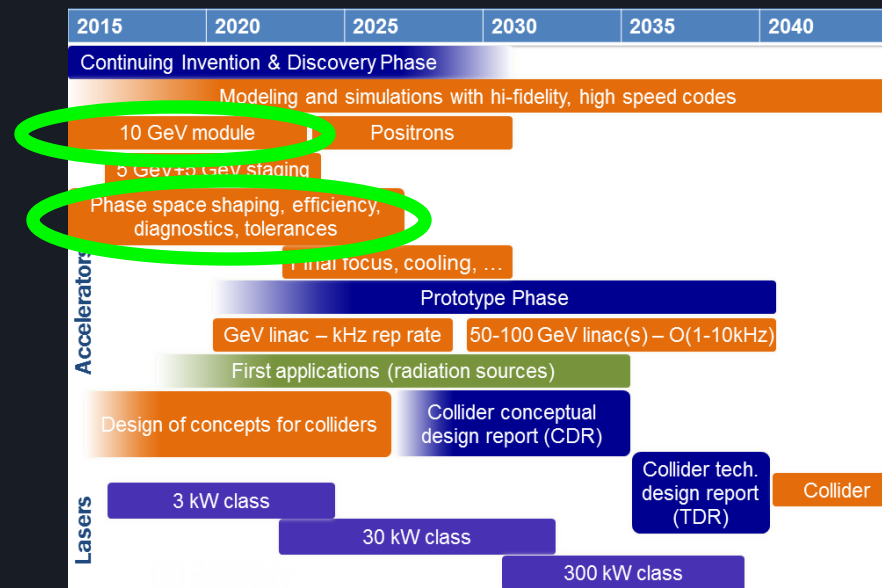 2015 2020 2025 2030 2035 2040
Continuing Invention & Discovery Phase
Modeling and simulations with hi-fidelity, high speed codes
10 GeV module
Positrons
5 GeV+5 GeV staging
Phase space shaping, efficiency,
diagnostics, tolerances
Final focus, cooling, …
Prototype Phase
GeV linac – kHz rep rate
50-100 GeV linac(s) – O(1-10kHz)
First applications (radiation sources)
Design of concepts for colliders
Collider conceptual
design report (CDR)
Collider tech.
design report
(TDR)
Collider
Accelerators
3 kW class
30 kW class
300 kW class
Lasers